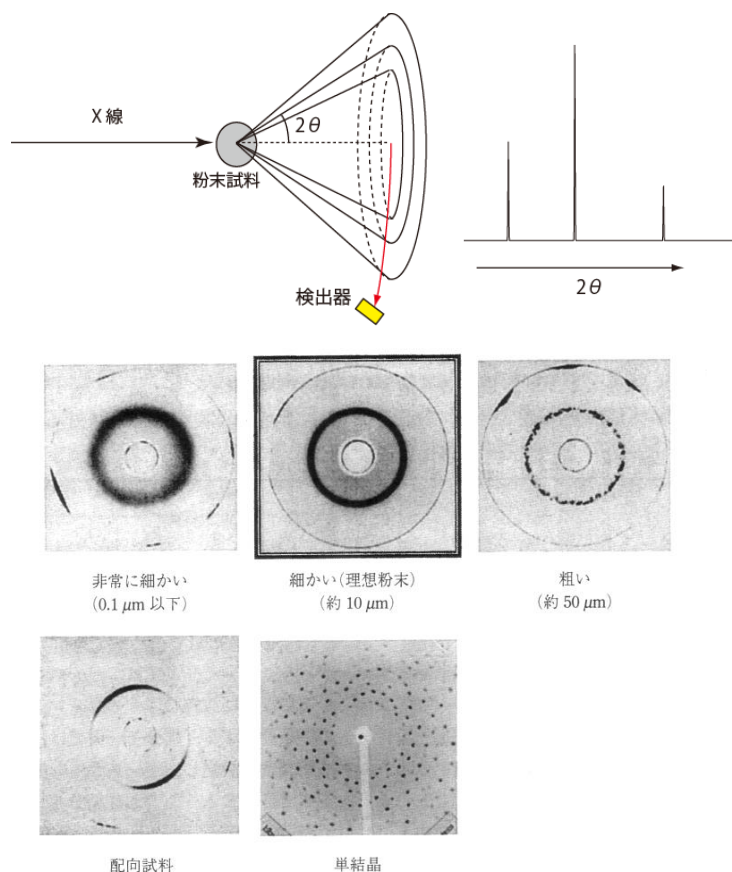 X 線
2θ
粉末試料
検出器
2θ
非常に細かい
(0.1 μm 以下)
細かい(理想粉末)
(約 10 μm)
粗い
(約 50 μm)
配向試料
単結晶